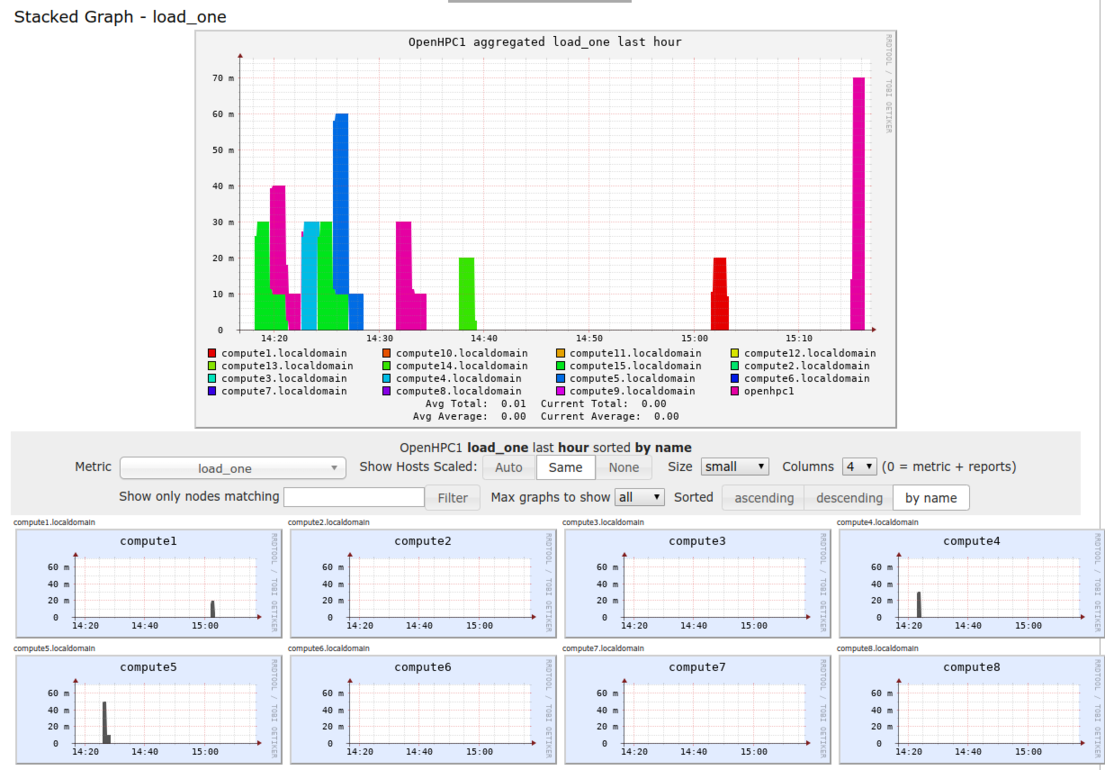 Stacked Graph - load_one
OpenHPC1 aggregated load_one last hour
RRDTOOL / TOBI OETIKER
70 m
60 m
50 m
40 m
30 m
20 m
10 m
0
14:20 14:30 14:40 14:50 15:00 15:10
compute1.localdomain compute10.localdomain compute11.localdomain compute12.localdomain
compute13.localdomain compute14.localdomain compute15.localdomain compute2.localdomain
compute3.localdomain compute4.localdomain compute5.localdomain compute6.localdomain
compute7.localdomain compute8.localdomain compute9.localdomain openhpc1
Avg Total: 0.01 Current Total: 0.00
Avg Average: 0.00 Current Average: 0.00
OpenHPC1 load_one last hour sorted by name
Metric load_one Show Hosts Scaled: Auto Same None Size small Columns 4 (0 = metric + reports)
Show only nodes matching Filter Max graphs to show all Sorted ascending descending by name
compute1.localdomain compute2.localdomain compute3.localdomain compute4.localdomain
compute1 compute2 compute3 compute4
RRDTOOL / TOBI OETIKER RRDTOOL / TOBI OETIKER RRDTOOL / TOBI OETIKER RRDTOOL / TOBI OETIKER
60 m 60 m 60 m 60 m
40 m 40 m 40 m 40 m
20 m 20 m 20 m 20 m
0 0 0 0
14:20 14:40 15:00 14:20 14:40 15:00 14:20 14:40 15:00 14:20 14:40 15:00
compute5.localdomain compute6.localdomain compute7.localdomain compute8.localdomain
compute5 compute6 compute7 compute8
RRDTOOL / TOBI OETIKER RRDTOOL / TOBI OETIKER RRDTOOL / TOBI OETIKER RRDTOOL / TOBI OETIKER
60 m 60 m 60 m 60 m
40 m 40 m 40 m 40 m
20 m 20 m 20 m 20 m
0 0 0 0
14:20 14:40 15:00 14:20 14:40 15:00 14:20 14:40 15:00 14:20 14:40 15:00